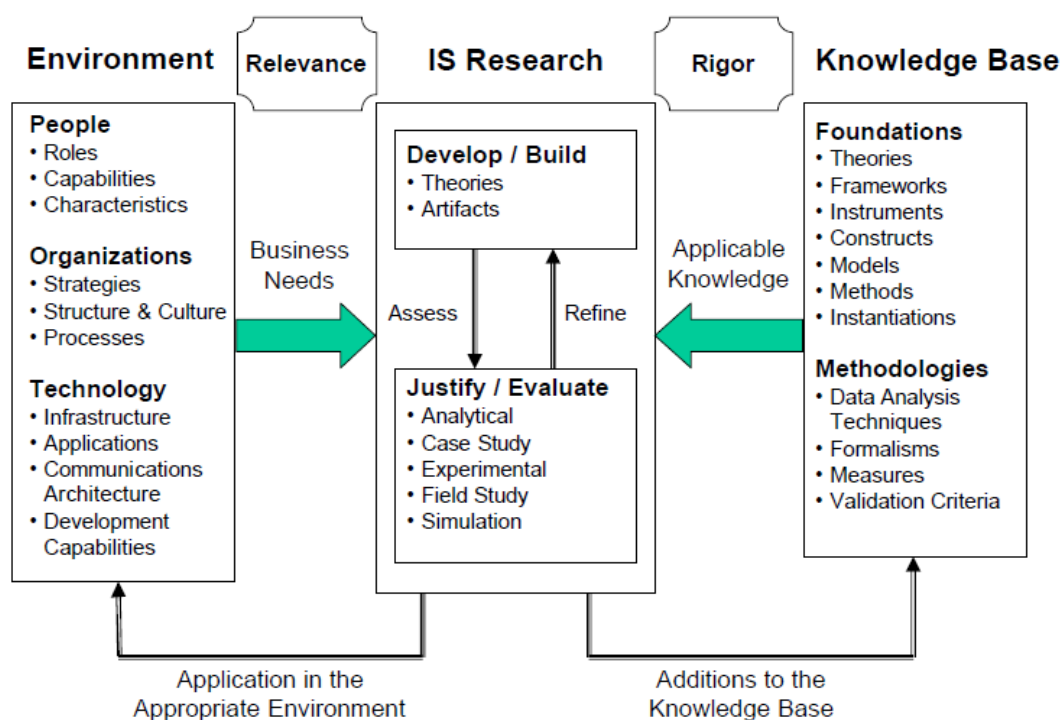 Environment
Relevance
IS Research
Rigor
Knowledge Base
People
• Roles
• Capabilities
• Characteristics
Organizations
• Strategies
• Structure & Culture
• Processes
Technology
• Infrastructure
• Applications
• Communications
Architecture
• Development
Capabilities
Business
Needs
Develop / Build
• Theories
• Artifacts
Assess
Refine
Justify / Evaluate
• Analytical
• Case Study
• Experimental
• Field Study
• Simulation
Applicable
Knowledge
Foundations
• Theories
• Frameworks
• Instruments
• Constructs
• Models
• Methods
• Instantiations
Methodologies
• Data Analysis
Techniques
• Formalisms
• Measures
• Validation Criteria
Application in the
Appropriate Environment
Additions to the
Knowledge Base